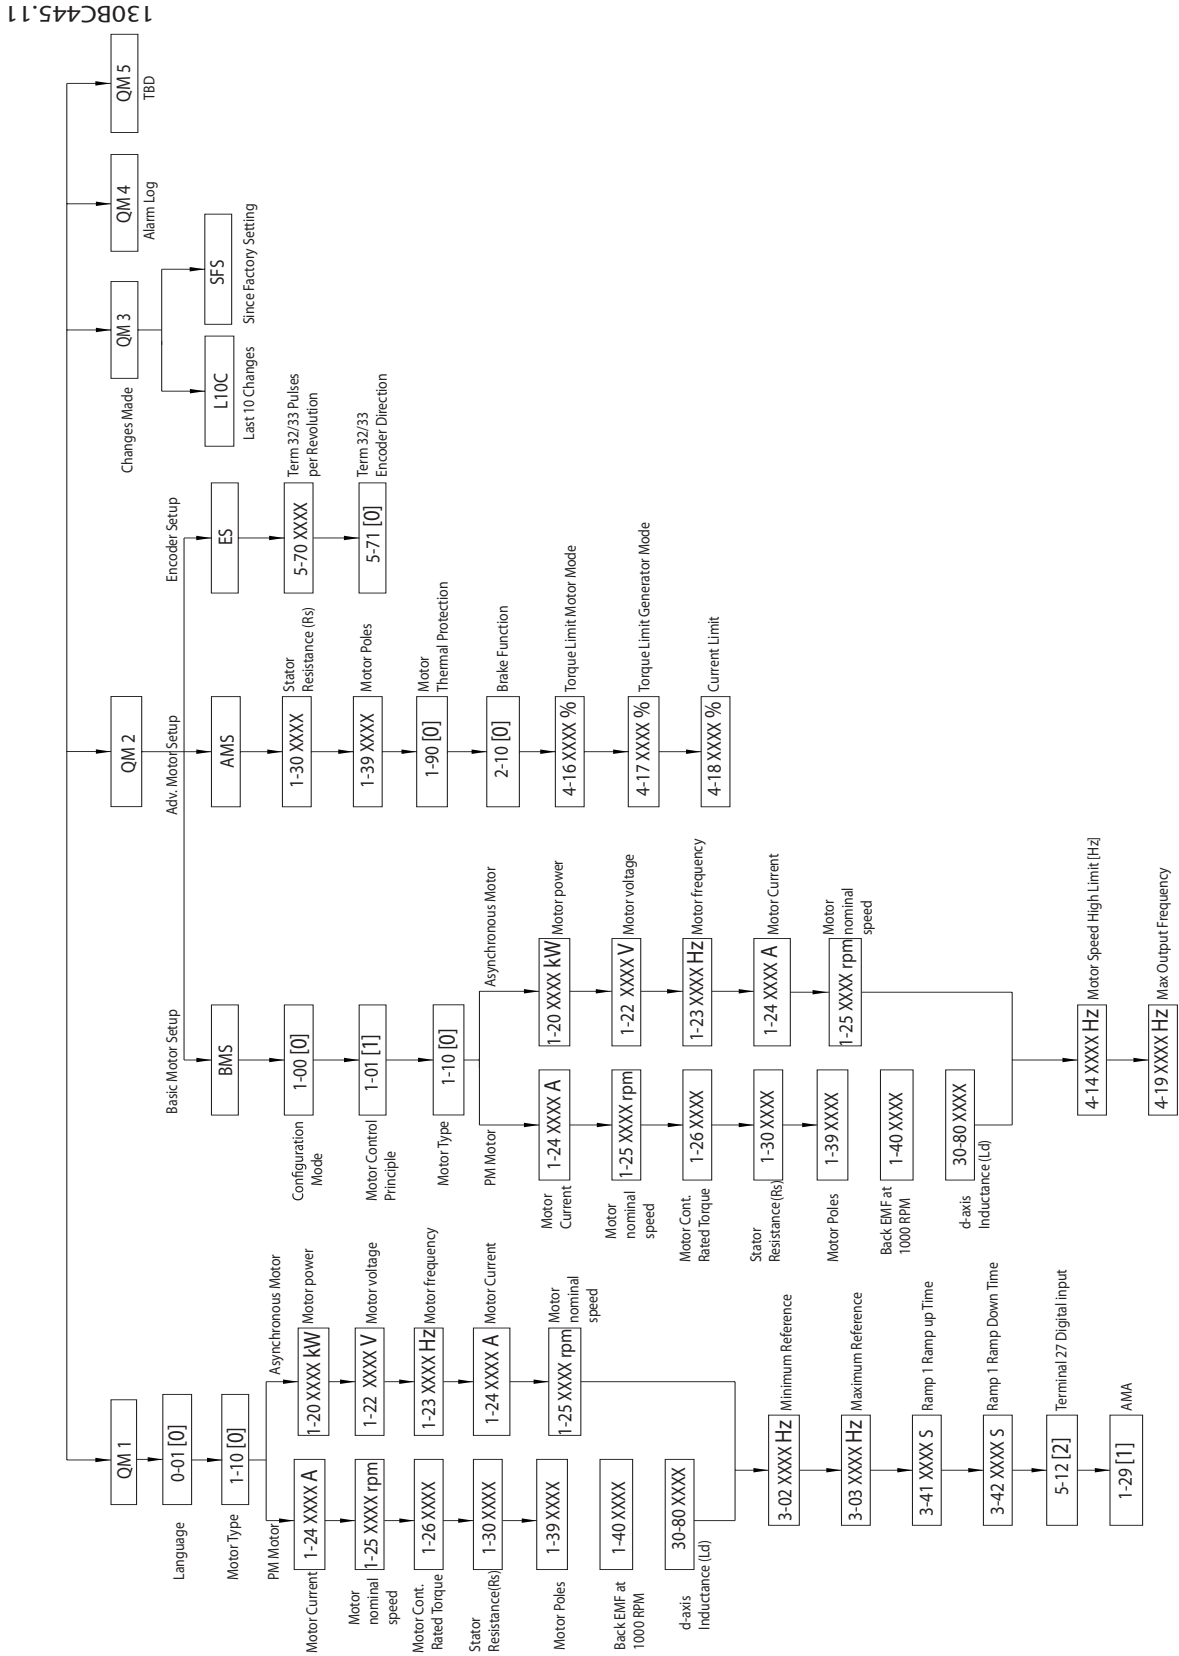 130BC445.11
QM 1
0-01 [0]
Language
1-10 [0]
Motor Type
PM Motor
Asynchronous Motor
1-24 XXXX A
Motor Current
1-25 XXXX rpm
Motor
nominal
speed
1-26 XXXX
Motor Cont.
Rated Torque
1-30 XXXX
Stator
Resistance(Rs)
1-39 XXXX
Motor Poles
1-40 XXXX
Back EMF at
1000 RPM
30-80 XXXX
d-axis
Inductance (Ld)
1-20 XXXX kW
Motor power
1-22 XXXX V
Motor voltage
1-23 XXXX Hz
Motor frequency
1-24 XXXX A
Motor Current
1-25 XXXX rpm
Motor
nominal
speed
3-02 XXXX Hz
Minimum Reference
3-03 XXXX Hz
Maximum Reference
3-41 XXXX S
Ramp 1 Ramp up Time
3-42 XXXX S
Ramp 1 Ramp Down Time
5-12 [2]
Terminal 27 Digital input
1-29 [1]
AMA
QM 2
Basic Motor Setup
BMS
1-00 [0]
Configuration
Mode
1-01 [1]
Motor Control
Principle
1-10 [0]
Motor Type
PM Motor
Asynchronous Motor
1-24 XXXX A
Motor
Current
1-25 XXXX rpm
Motor
nominal
speed
1-26 XXXX
Motor Cont.
Rated Torque
1-30 XXXX
Stator
Resistance(Rs)
1-39 XXXX
Motor Poles
1-40 XXXX
Back EMF at
1000 RPM
30-80 XXXX
d-axis
Inductance (Ld)
1-20 XXXX kW
Motor power
1-22 XXXX V
Motor voltage
1-23 XXXX Hz
Motor frequency
1-24 XXXX A
Motor Current
1-25 XXXX rpm
Motor
nominal
speed
4-14 XXXX Hz
Motor Speed High Limit [Hz]
4-19 XXXX Hz
Max Output Frequency
Adv. Motor Setup
AMS
1-30 XXXX
Stator
Resistance (Rs)
1-39 XXXX
Motor Poles
1-90 [0]
Motor
Thermal Protection
2-10 [0]
Brake Function
4-16 XXXX %
Torque Limit Motor Mode
4-17 XXXX %
Torque Limit Generator Mode
4-18 XXXX %
Current Limit
Encoder Setup
ES
5-70 XXXX
Term 32/33 Pulses
per Revolution
5-71 [0]
Term 32/33
Encoder Direction
QM 3
Changes Made
L10C
Last 10 Changes
SFS
Since Factory Setting
QM 4
Alarm Log
QM 5
TBD